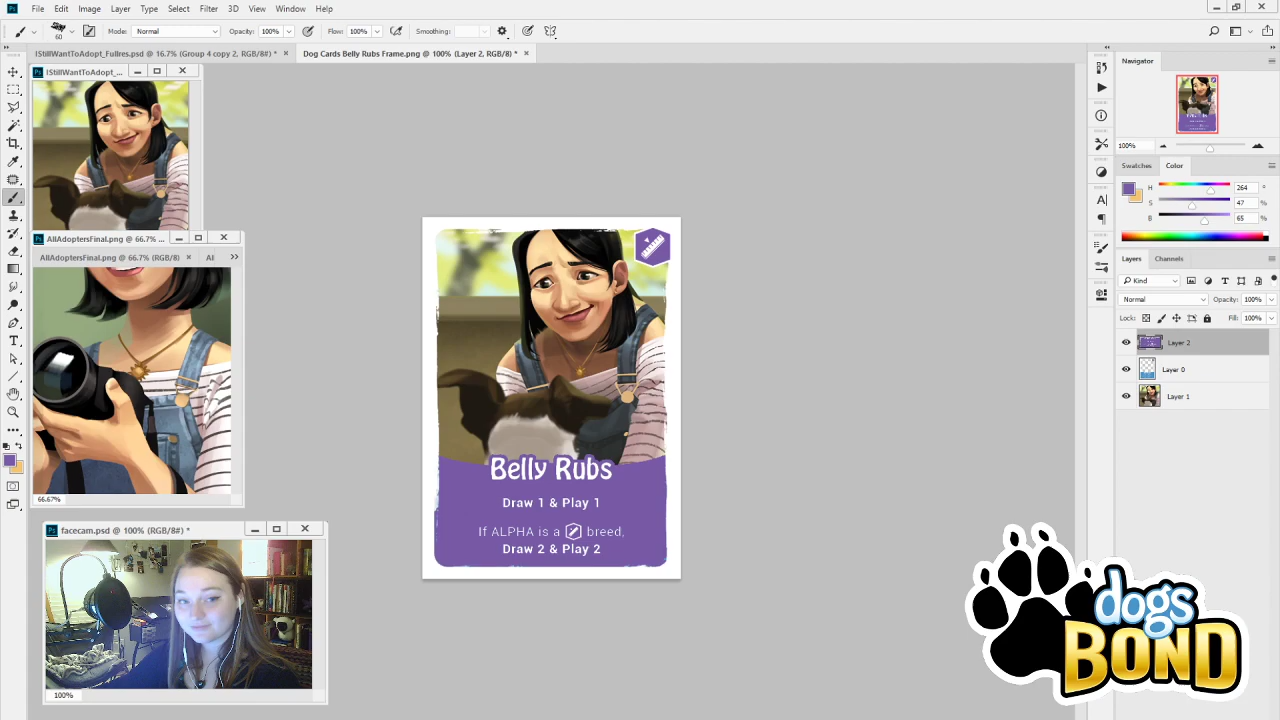 File Edit Image Layer Type Select Filter 3D View Window Help
60 Mode: Normal Opacity: 100% Flow: 100% Smoothing:
IStillWantToAdopt_Fullres.psd @ 16.7% (Group 4 copy 2, RGB/8#) *
Dog Cards Belly Rubs Frame.png @ 100% (Layer 2, RGB/8#) *
IStillWantToAdopt_...
AllAdoptersFinal.png @ 66.7% ...
AllAdoptersFinal.png @ 66.7% (RGB/8)
Al
66.67%
facecam.psd @ 100% (RGB/8#) *
100%
Belly Rubs
Draw 1 & Play 1
If ALPHA is a breed,
Draw 2 & Play 2
Navigator
100%
Swatches Color
H 264 °
S 47 %
B 65 %
Layers Channels
Kind
Normal Opacity: 100%
Lock: Fill: 100%
Layer 2
Layer 0
Layer 1
dogs
BOND